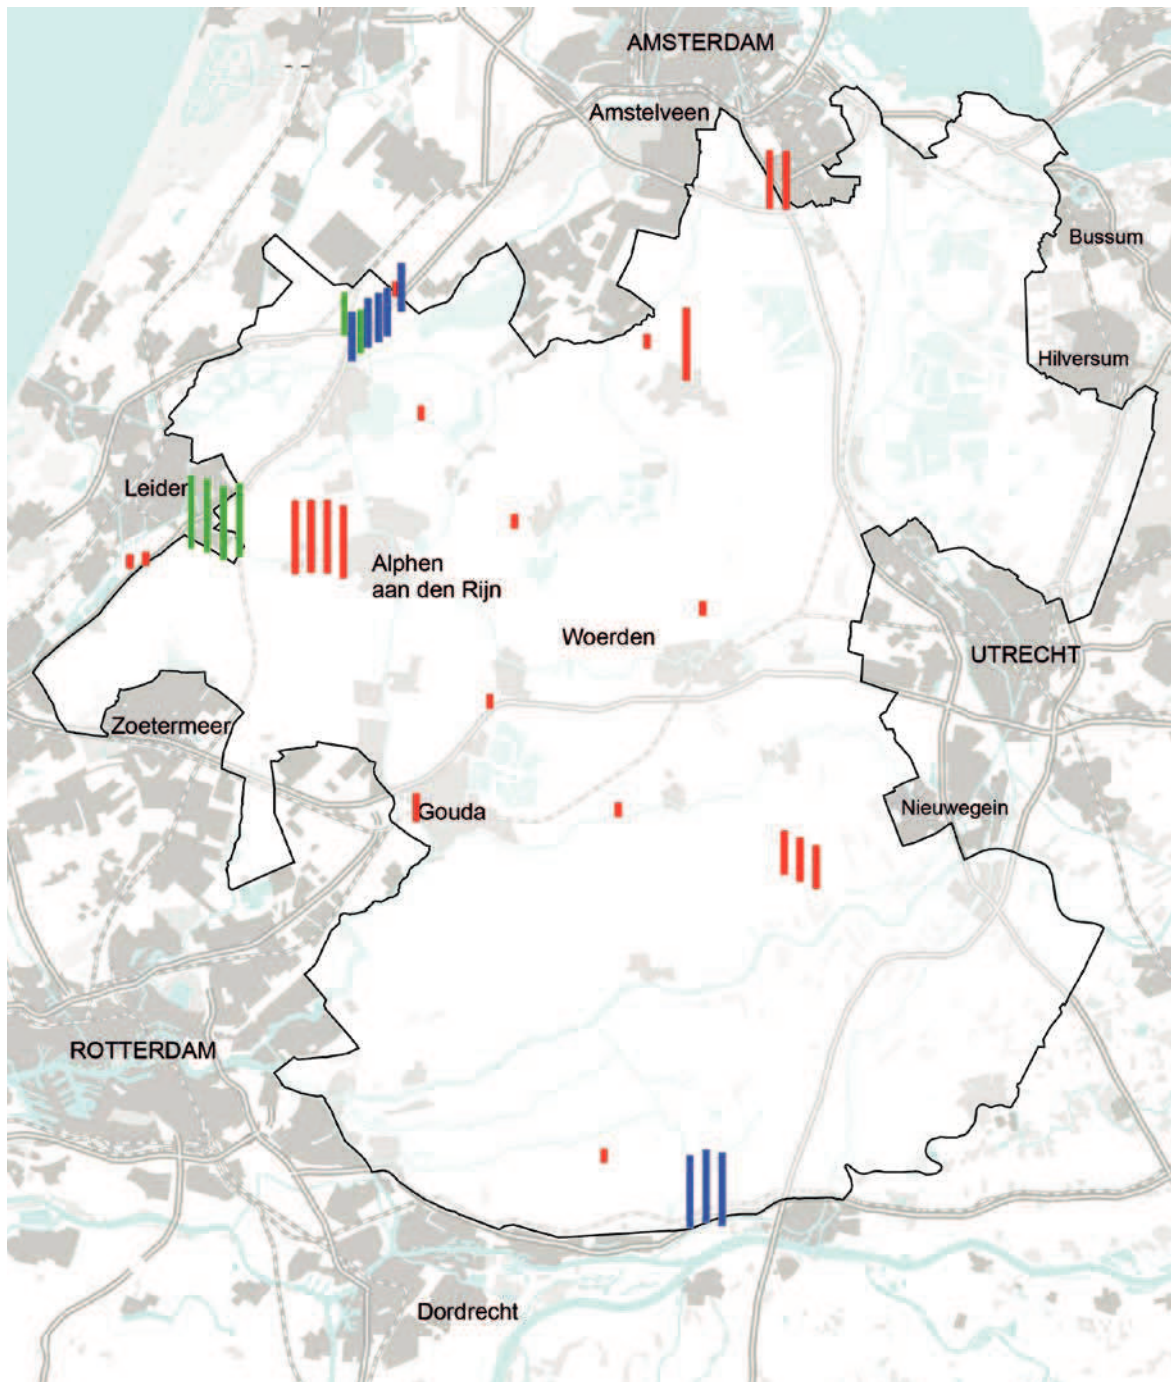 AMSTERDAM
Amstelveen
Bussum
Hilversum
Leider
Alphen
aan den Rijn
Woerden
UTRECHT
Zoetermeer
Gouda
Nieuwegein
ROTTERDAM
Dordrecht